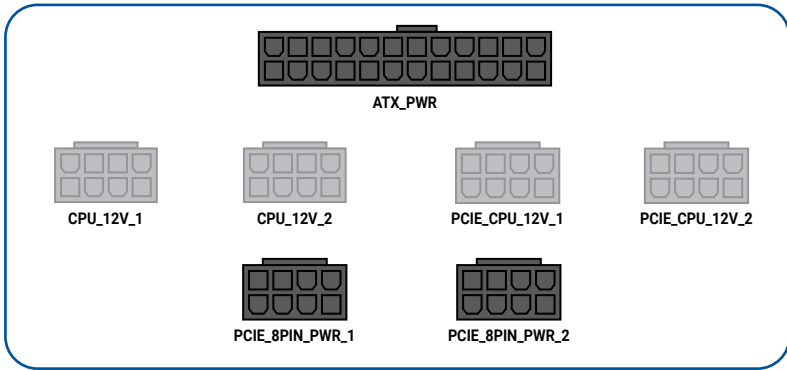 ATX_PWR
CPU_12V_1 CPU_12V_2 PCIE_CPU_12V_1 PCIE_CPU_12V_2
PCIE_8PIN_PWR_1 PCIE_8PIN_PWR_2